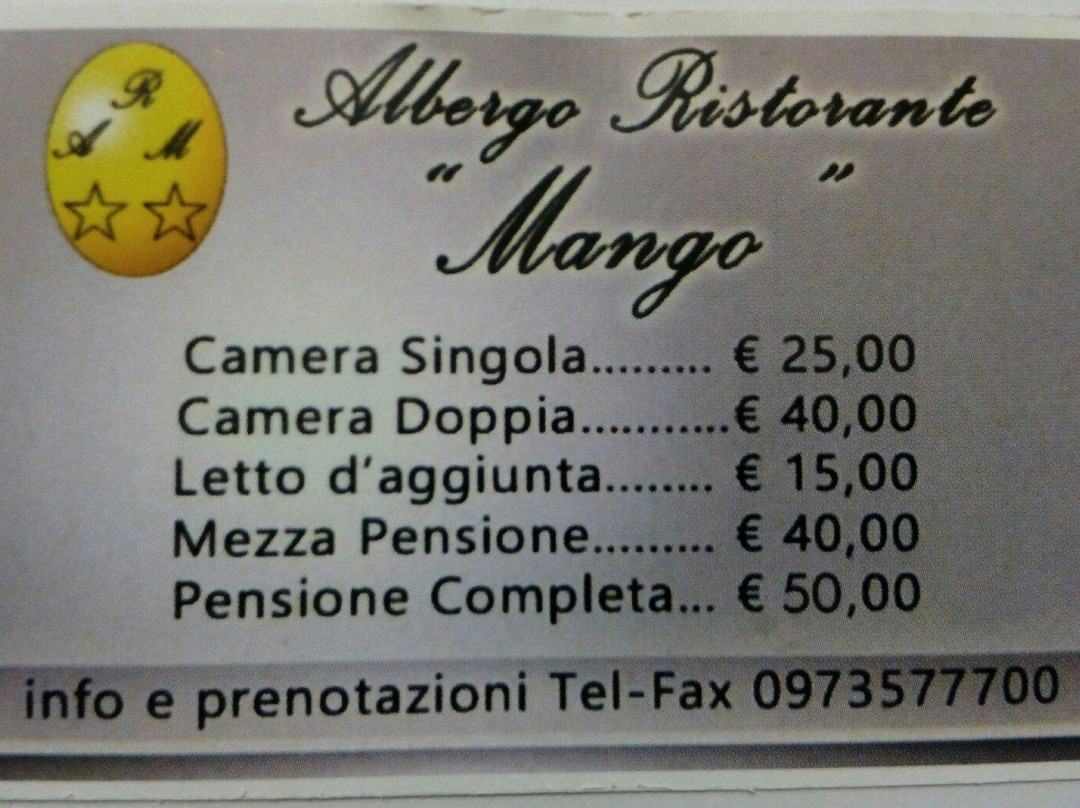 R
A M
Albergo Ristorante
“ Mango ”
Camera Singola......... € 25,00
Camera Doppia...........€ 40,00
Letto d'aggiunta........ € 15,00
Mezza Pensione......... € 40,00
Pensione Completa... € 50,00
info e prenotazioni Tel-Fax 0973577700